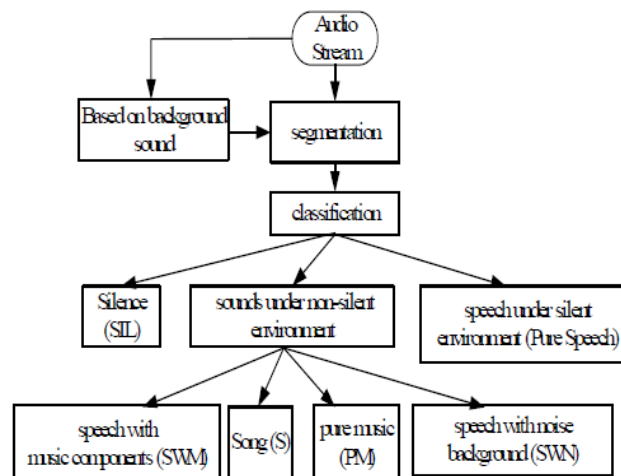 Audio
Stream
Based on background
sound
segmentation
classification
Silence
(SIL)
sounds under non-silent
environment
speech under silent
environment (Pure Speech)
speech with
music components (SWM)
Song (S)
pure music
(PM)
speech with noise
background (SWN)